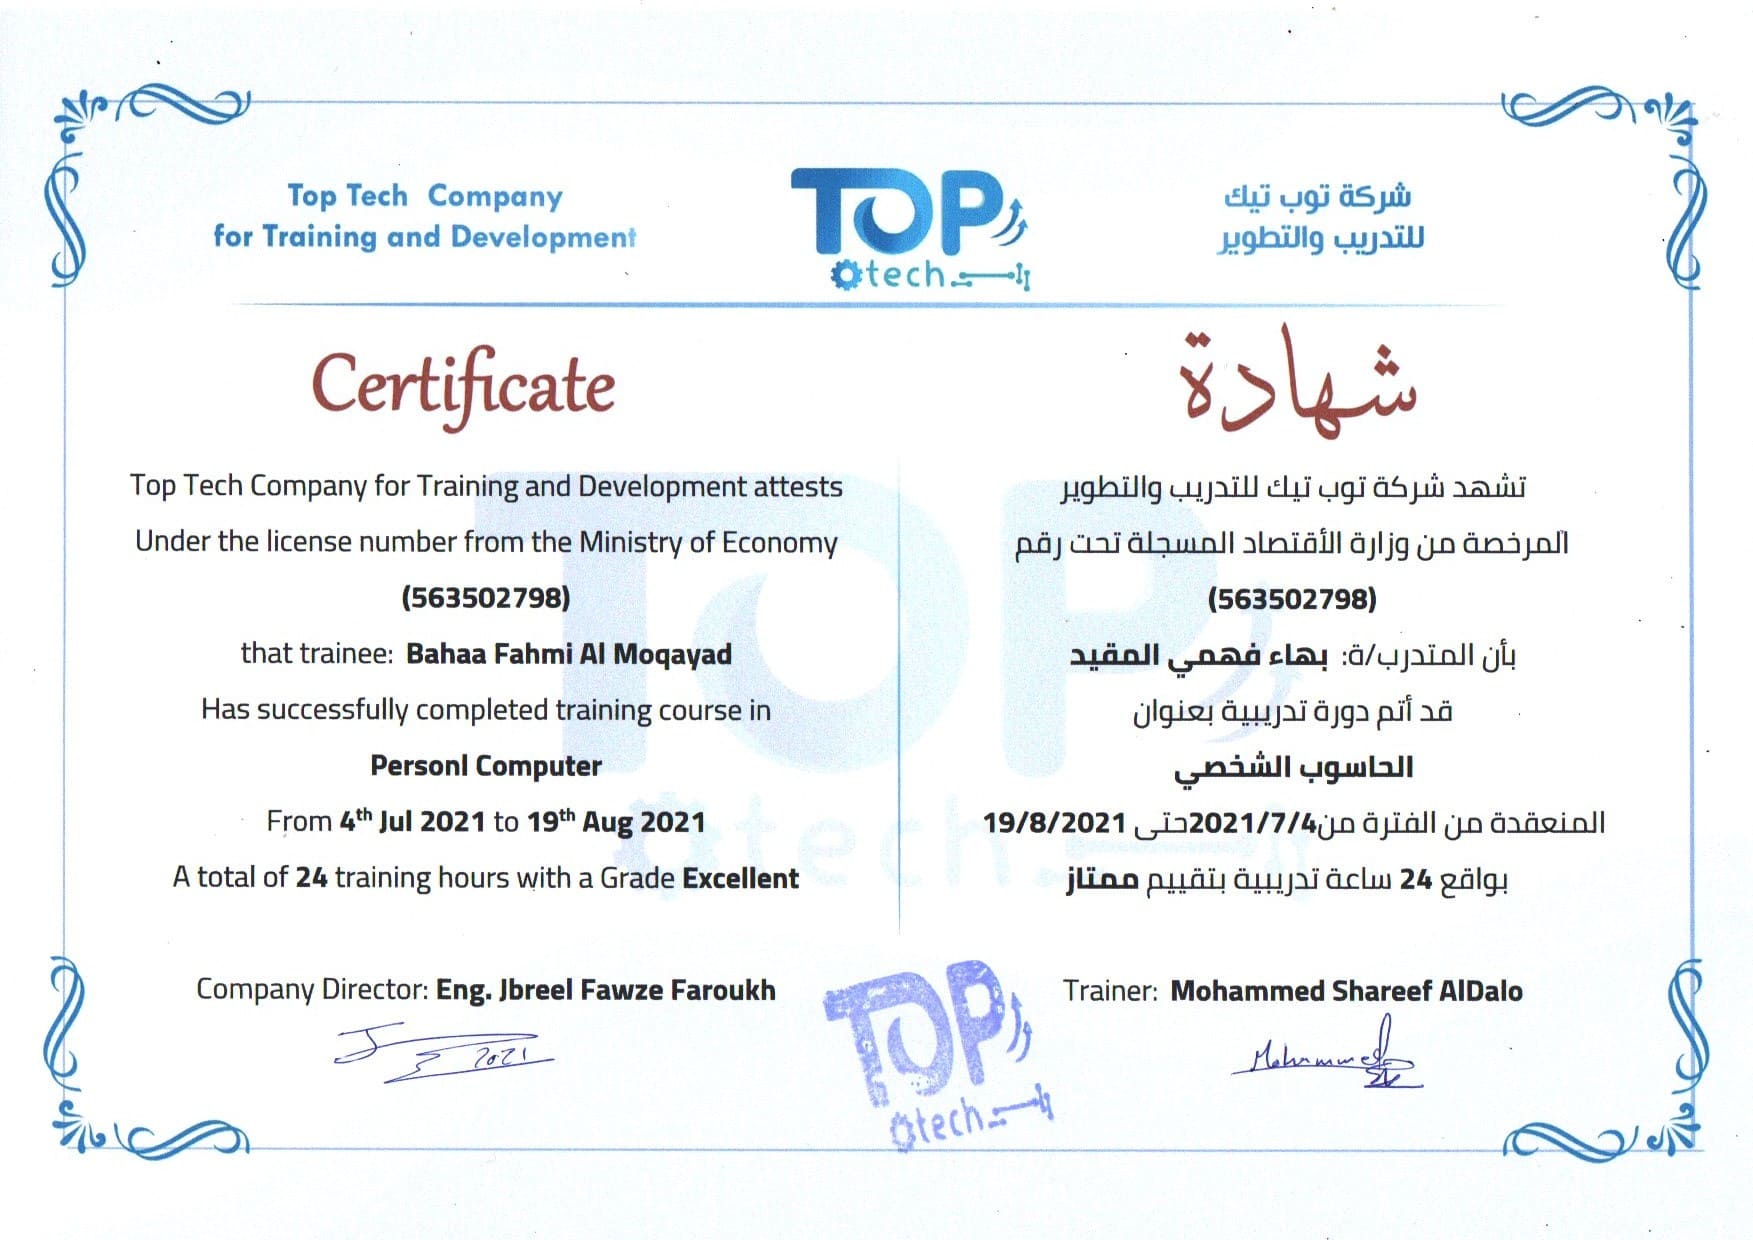 Top Tech Company
for Training and Development
TOP
tech
شركة توب تيك
للتدريب والتطوير
Certificate
Top Tech Company for Training and Development attests
Under the license number from the Ministry of Economy
(563502798)
that trainee: Bahaa Fahmi Al Moqayad
Has successfully completed training course in
Personl Computer
From 4th Jul 2021 to 19th Aug 2021
A total of 24 training hours with a Grade Excellent
شهادة
تشهد شركة توب تيك للتدريب والتطوير
المرخصة من وزارة الأقتصاد المسجلة تحت رقم
(563502798)
بأن المتدرب/ة: بهاء فهمي المقيد
قد أتم دورة تدريبية بعنوان
الحاسوب الشخصي
المنعقدة من الفترة من2021/7/4حتى 19/8/2021
بواقع 24 ساعة تدريبية بتقييم ممتاز
Company Director: Eng. Jbreel Fawze Faroukh
2021
TOP
tech
Trainer: Mohammed Shareef AlDalo
Mohammed